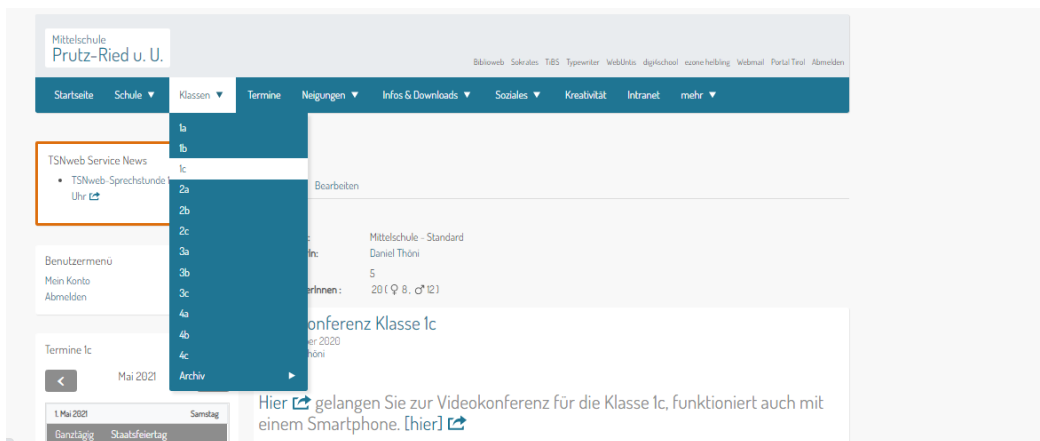 Mittelschule
Prutz-Ried u. U.
Biblioweb Sokrates TiBS Typewriter WebUntis digi4school ezone helbling Webmail Portal Tirol Abmelden
Startseite Schule ▼ Klassen ▼ Termine Neigungen ▼ Infos & Downloads ▼ Soziales ▼ Kreativität Intranet mehr ▼
1a
1b
1c
2a
2b
2c
3a
3b
3c
4a
4b
4c
Archiv ►
TSNweb Service News
• TSNweb-Sprechstunde
Uhr
Bearbeiten
Mittelschule - Standard
Daniel Thöni
5
20 ( ♀ 8, ♂ 12)
Benutzermenü
Mein Konto
Abmelden
Termine 1c
< Mai 2021
1. Mai 2021 Samstag
Ganztägig Staatsfeiertag
onferenz Klasse 1c
er 2020
höni
Hier gelangen Sie zur Videokonferenz für die Klasse 1c, funktioniert auch mit
einem Smartphone. [hier]